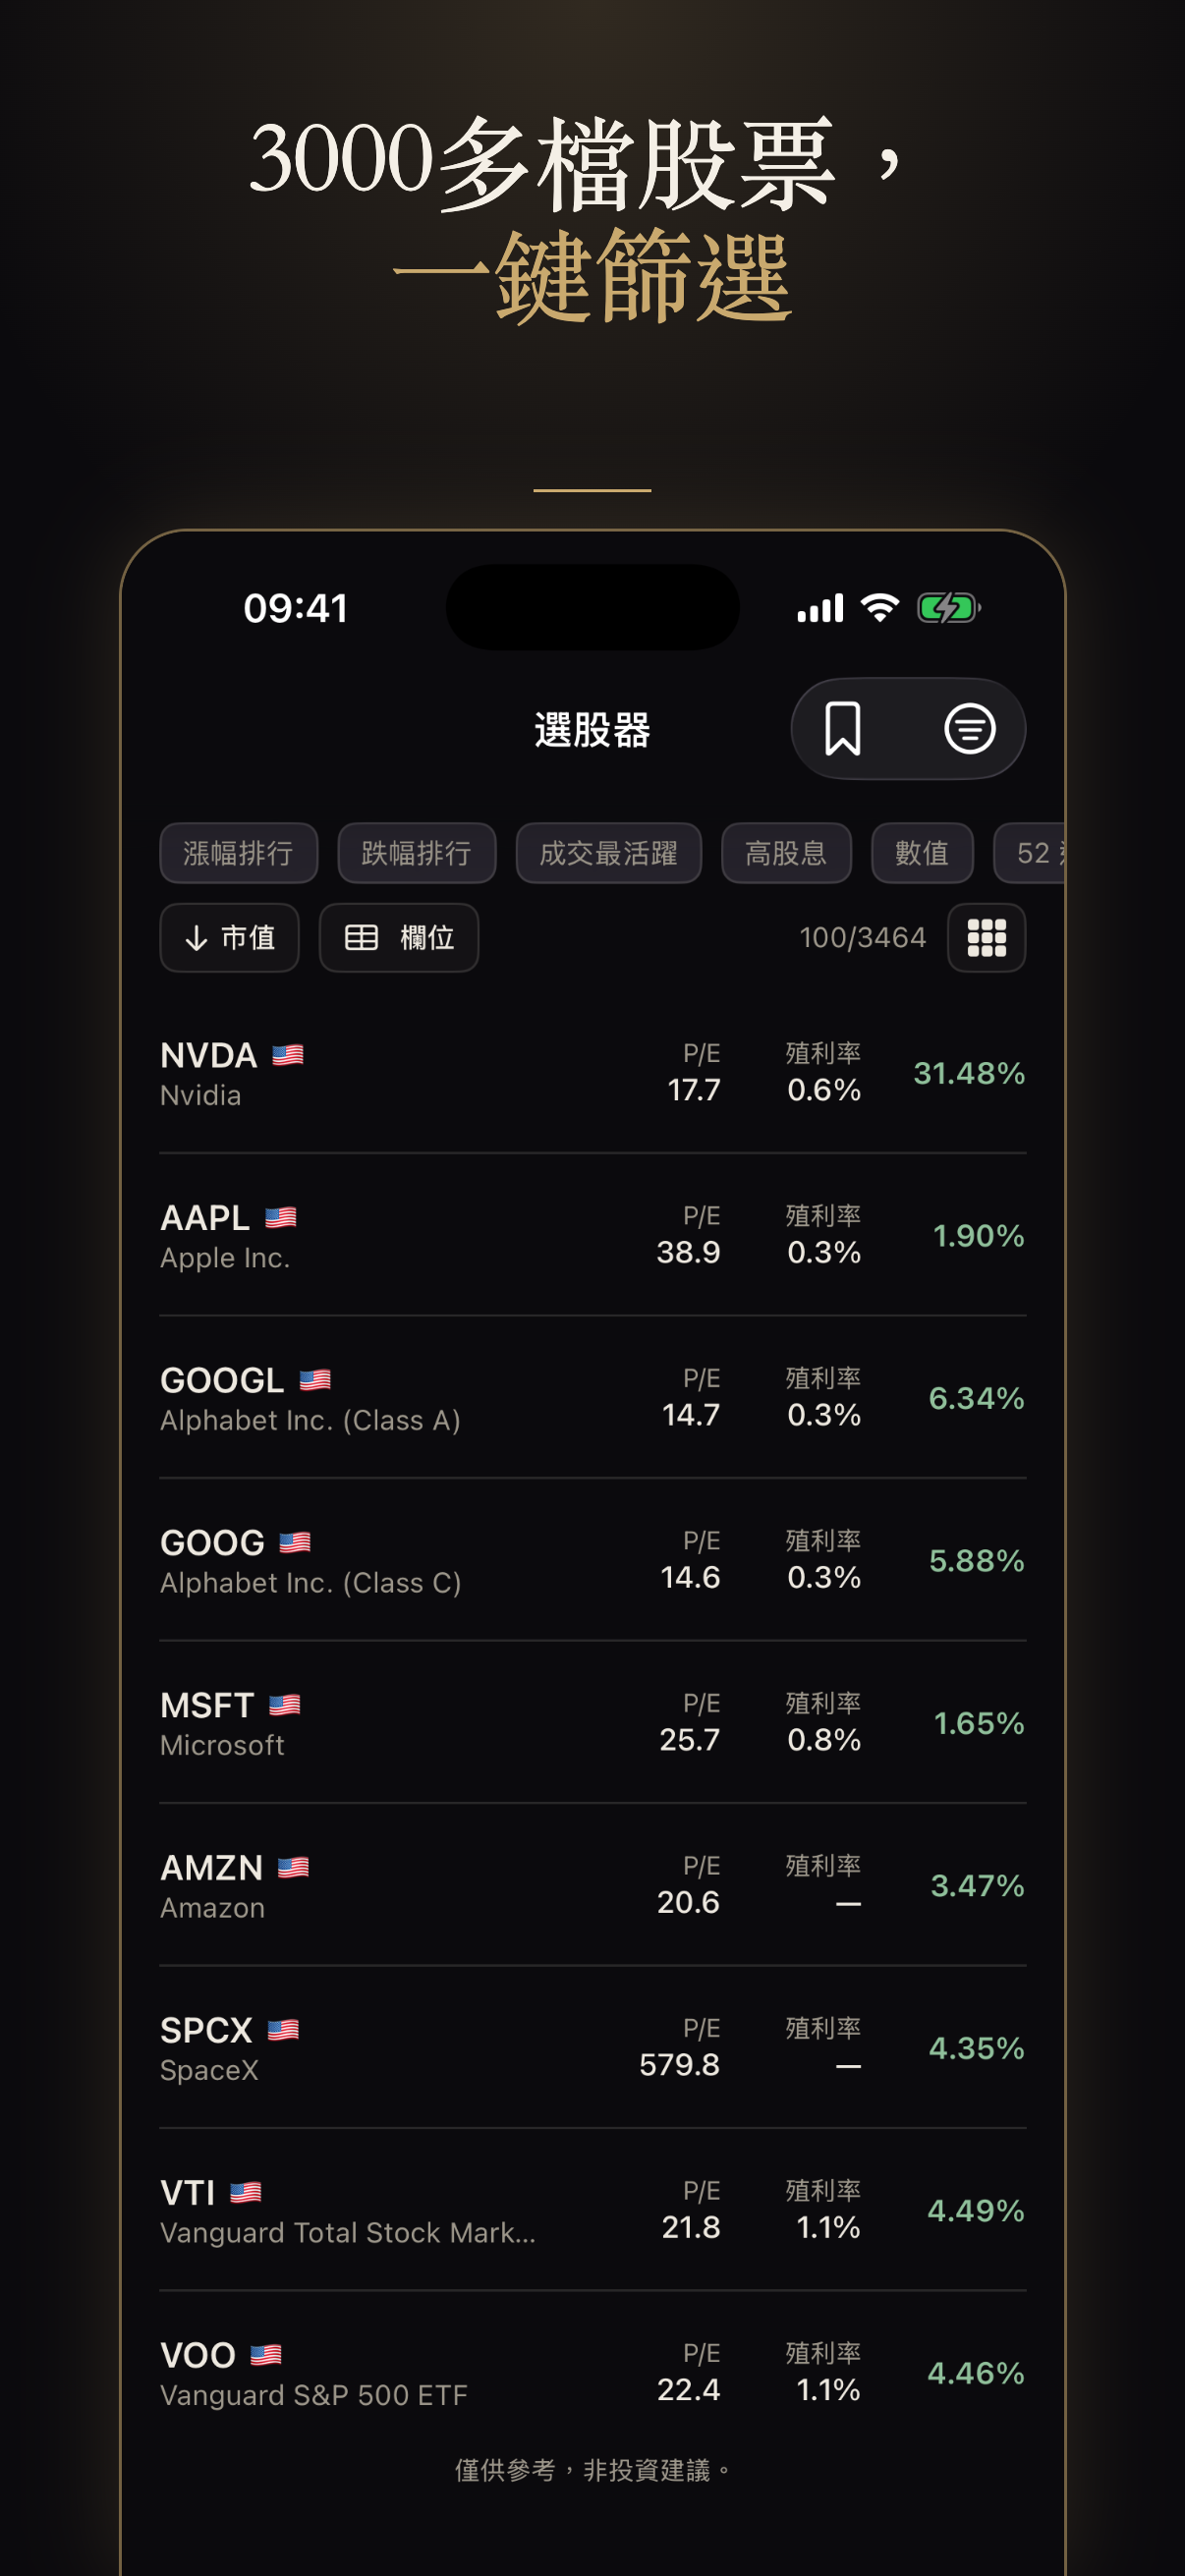 3000多檔股票，
一鍵篩選
09:41
選股器
漲幅排行 跌幅排行 成交最活躍 高股息 數值 52
↓ 市值 欄位 100/3464
NVDA 🇺🇸 P/E 殖利率 31.48%
Nvidia 17.7 0.6%
AAPL 🇺🇸 P/E 殖利率 1.90%
Apple Inc. 38.9 0.3%
GOOGL 🇺🇸 P/E 殖利率 6.34%
Alphabet Inc. (Class A) 14.7 0.3%
GOOG 🇺🇸 P/E 殖利率 5.88%
Alphabet Inc. (Class C) 14.6 0.3%
MSFT 🇺🇸 P/E 殖利率 1.65%
Microsoft 25.7 0.8%
AMZN 🇺🇸 P/E 殖利率 3.47%
Amazon 20.6 —
SPCX 🇺🇸 P/E 殖利率 4.35%
SpaceX 579.8 —
VTI 🇺🇸 P/E 殖利率 4.49%
Vanguard Total Stock Mark... 21.8 1.1%
VOO 🇺🇸 P/E 殖利率 4.46%
Vanguard S&P 500 ETF 22.4 1.1%
僅供參考，非投資建議。